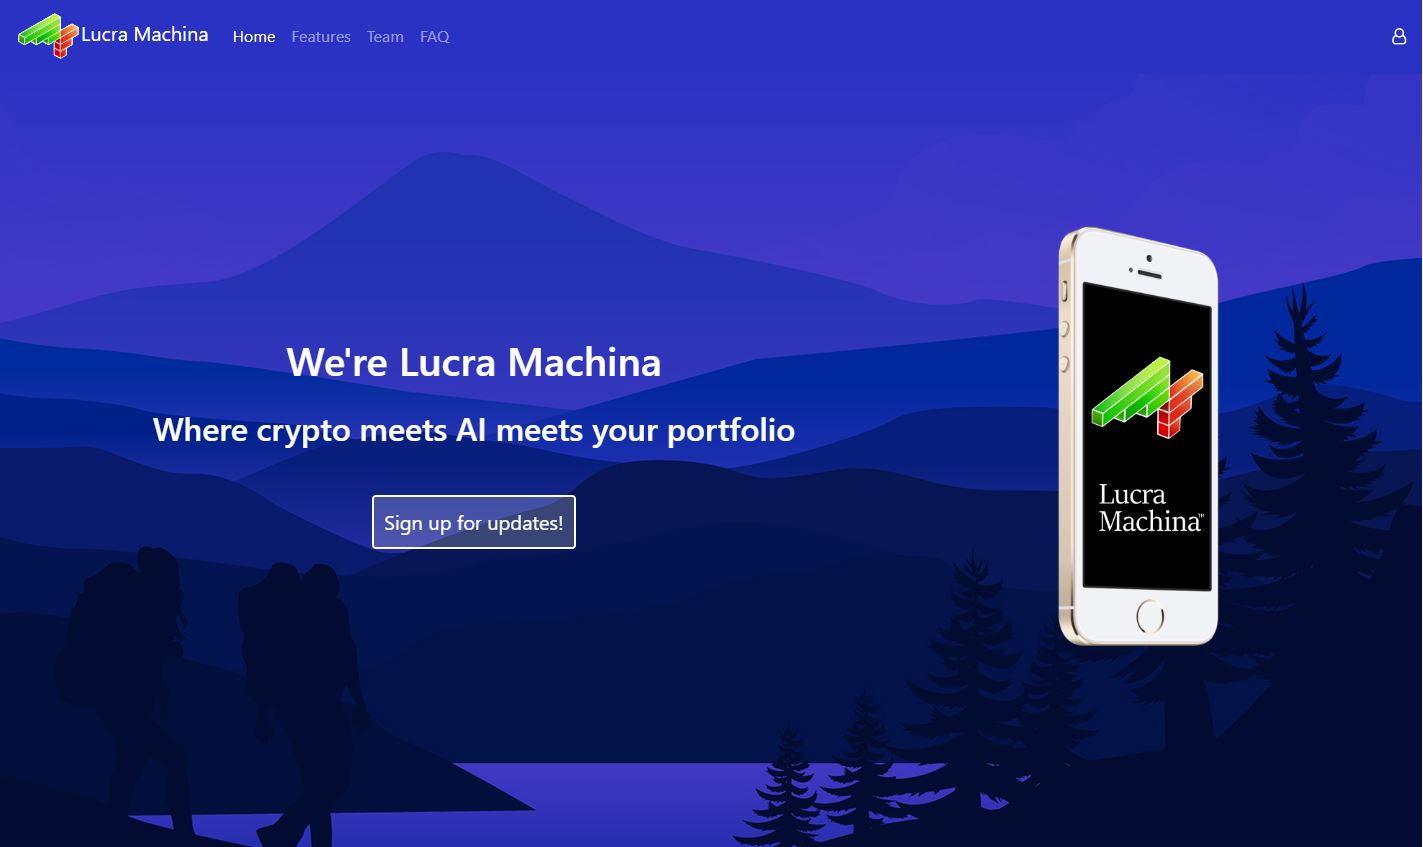 Lucra Machina
Home
Features
Team
FAQ
We're Lucra Machina
Where crypto meets AI meets your portfolio
Sign up for updates!
Lucra
Machina™